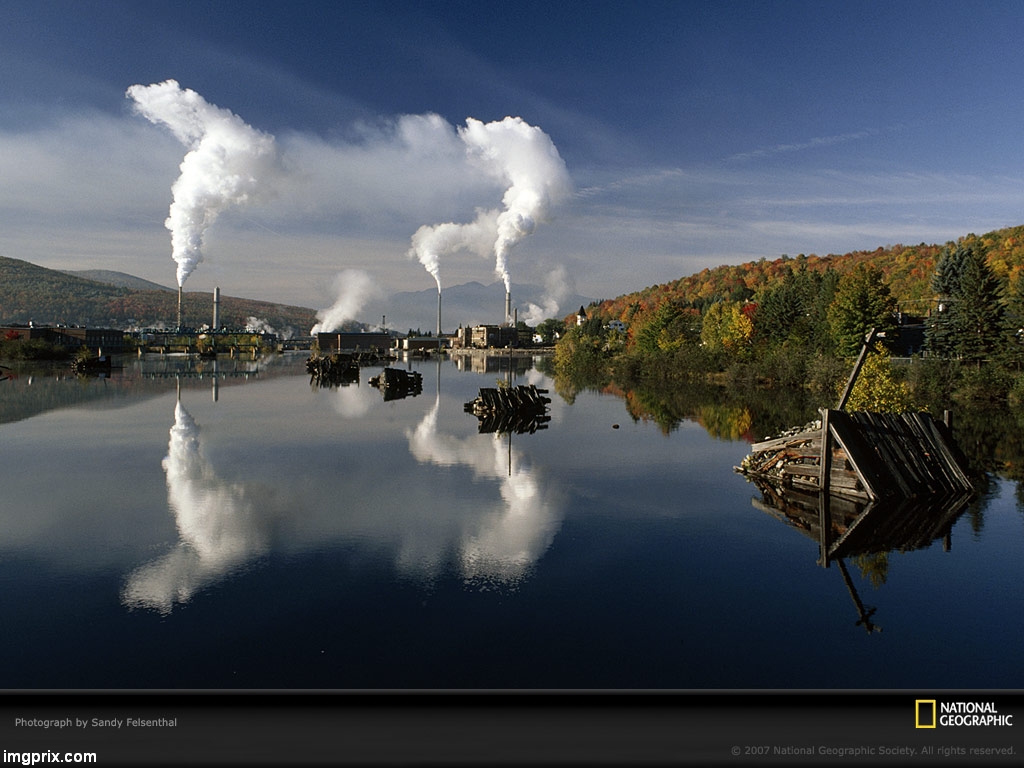 Photograph by Sandy Felsenthal
NATIONAL
GEOGRAPHIC
© 2007 National Geographic Society. All rights reserved.
imgprix.com